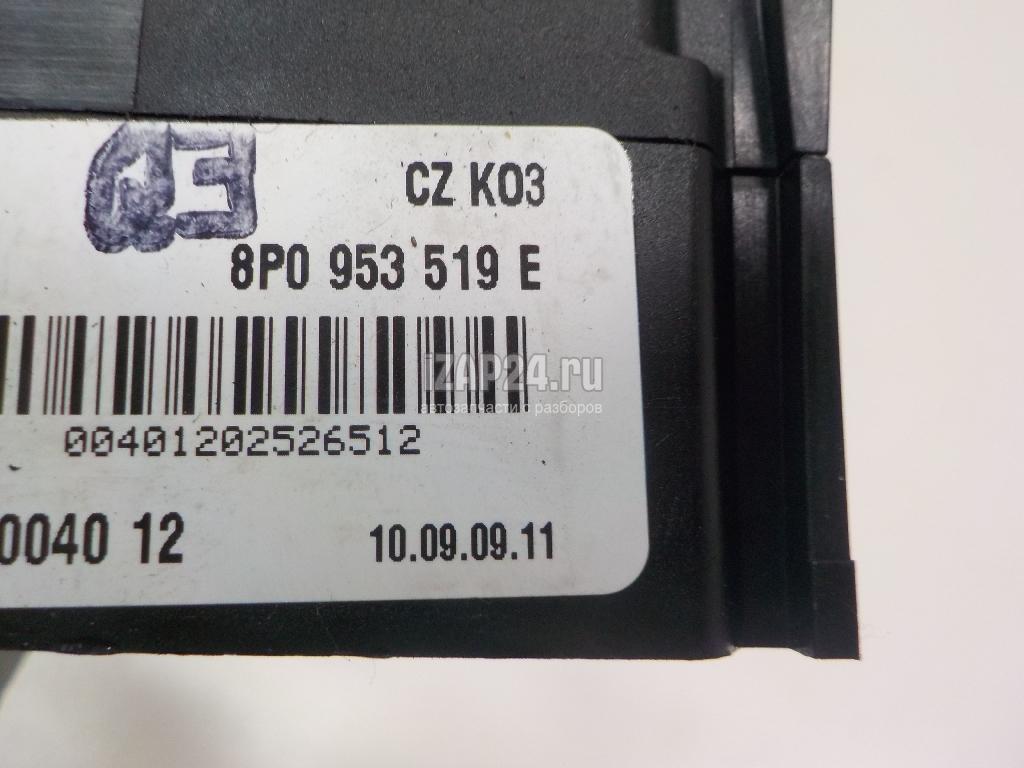 CZ K03
8P0 953 519 E
iZAP24.ru
автозапчасти с разборов
00401202526512
0040 12
10.09.09.11